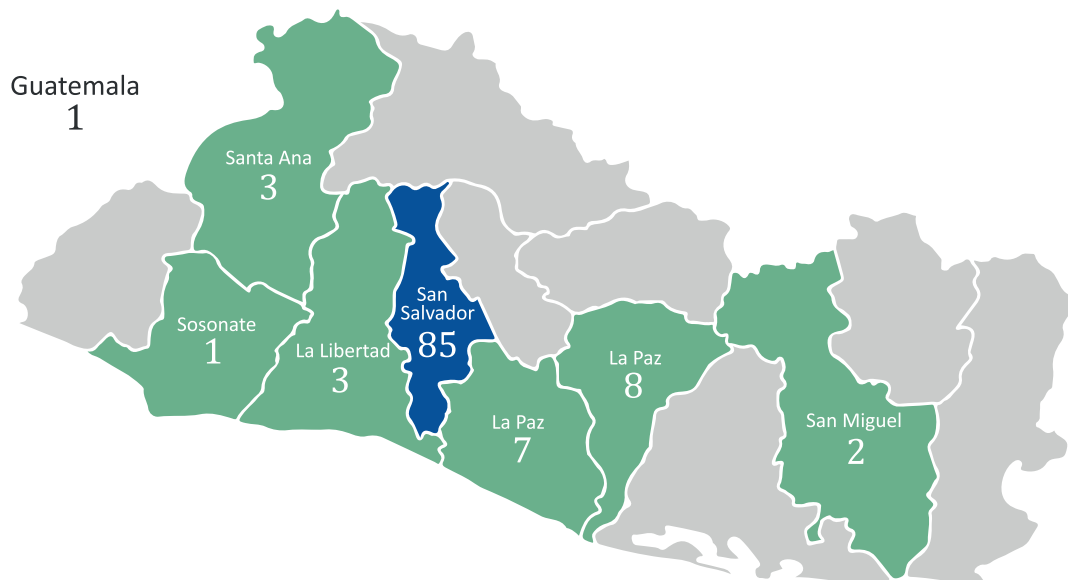 Guatemala
1
Santa Ana
3
San
Salvador
85
Sosonate
1
La Libertad
3
La Paz
8
La Paz
7
San Miguel
2